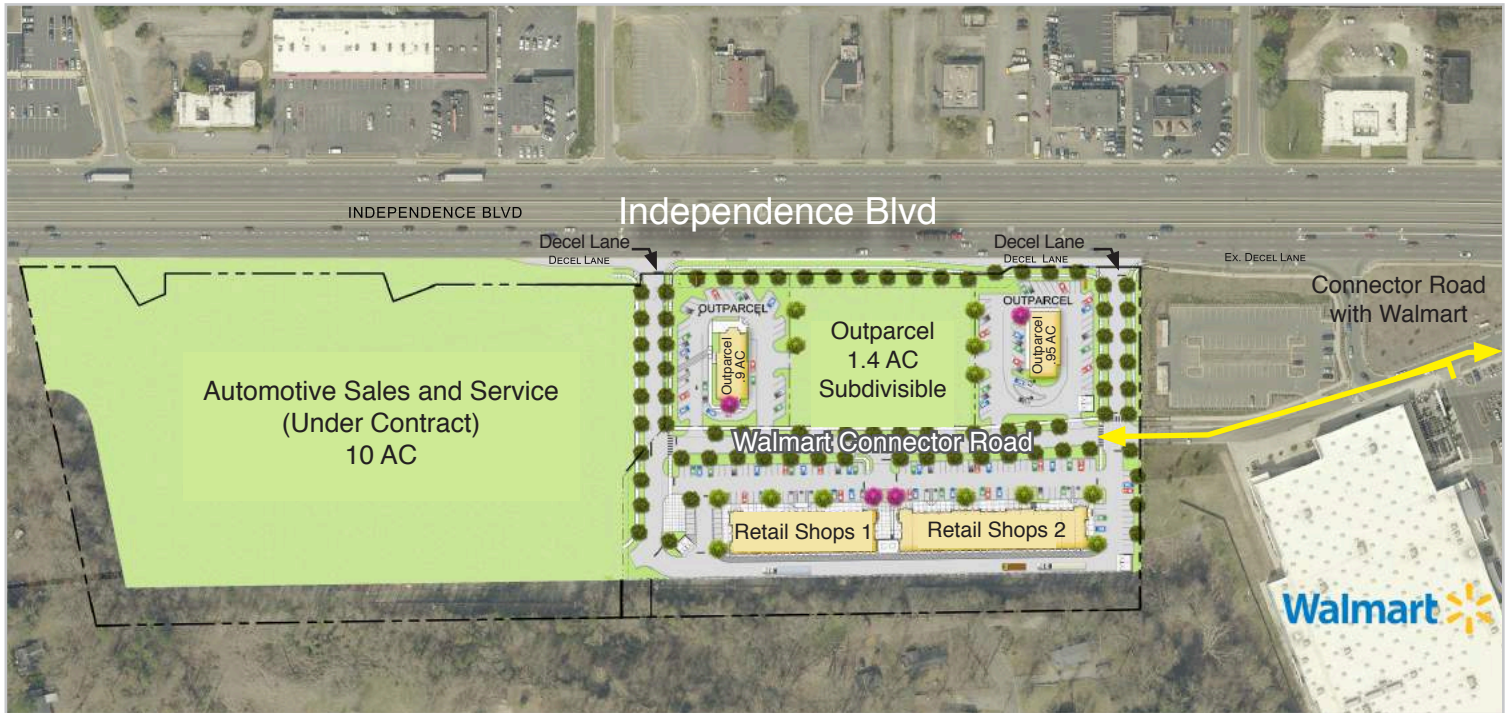 INDEPENDENCE BLVD
Independence Blvd
Decel Lane
DECEL LANE
Decel Lane
DECEL LANE
EX. DECEL LANE
Connector Road
with Walmart
OUTPARCEL
Outparcel
.9 AC
Outparcel
1.4 AC
Subdivisible
OUTPARCEL
Outparcel
.95 AC
Automotive Sales and Service
(Under Contract)
10 AC
Walmart Connector Road
Retail Shops 1
Retail Shops 2
Walmart